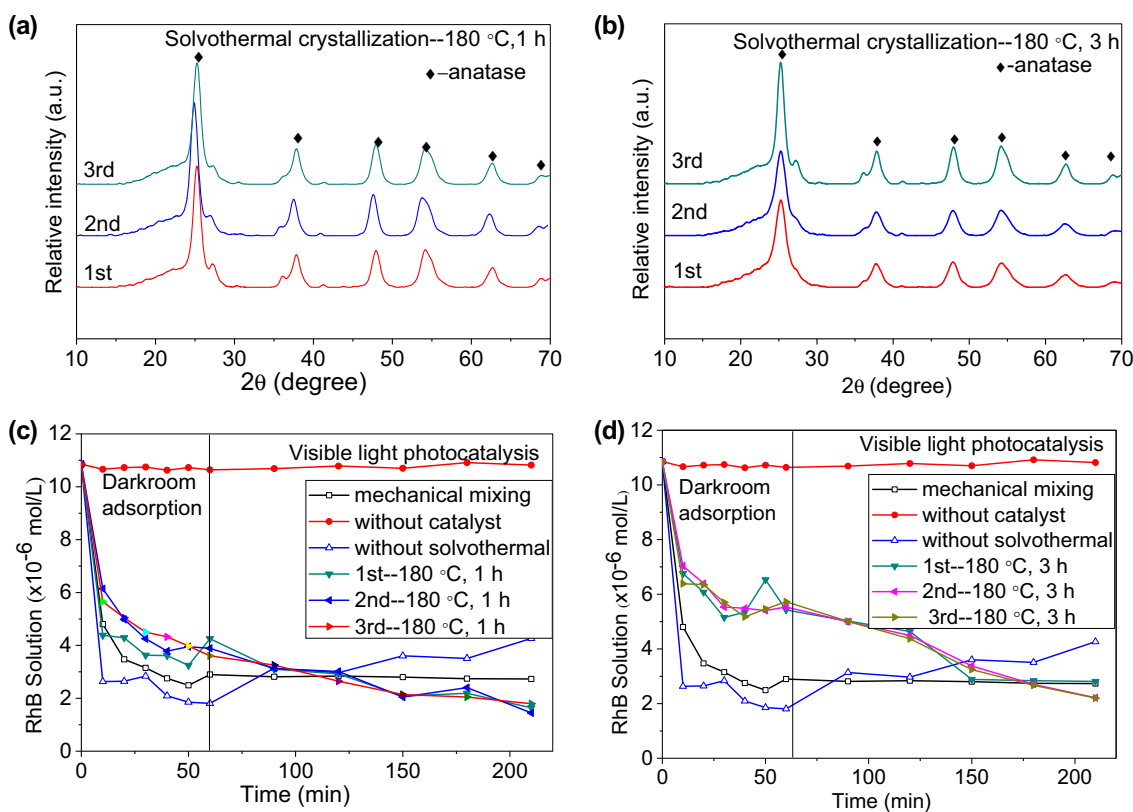 (a)
Solvothermal crystallization--180 °C,1 h
♦–anatase
3rd
2nd
1st
Relative intensity (a.u.)
10 20 30 40 50 60 70
2θ (degree)
(b)
Solvothermal crystallization--180 °C, 3 h
♦-anatase
3rd
2nd
1st
Relative intensity (a.u.)
10 20 30 40 50 60 70
2θ (degree)
(c)
12
10
8
6
4
2
0
RhB Solution (x10⁻⁶ mol/L)
Visible light photocatalysis
Darkroom
adsorption
mechanical mixing
without catalyst
without solvothermal
1st--180 °C, 1 h
2nd--180 °C, 1 h
3rd--180 °C, 1 h
0 50 100 150 200
Time (min)
(d)
12
10
8
6
4
2
0
RhB Solution (x10⁻⁶ mol/L)
Visible light photocatalysis
Darkroom
adsorption
mechanical mixing
without catalyst
without solvothermal
1st--180 °C, 3 h
2nd--180 °C, 3 h
3rd--180 °C, 3 h
0 50 100 150 200
Time (min)